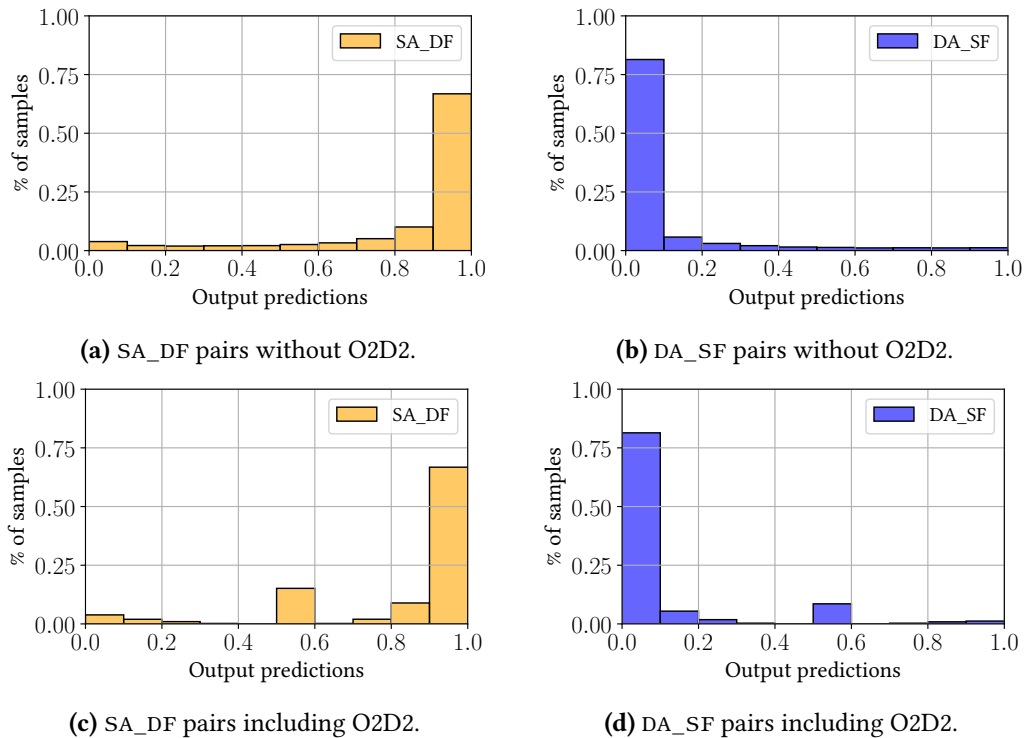 1.00
0.75
0.50
0.25
0.00
% of samples
SA_DF
0.0 0.2 0.4 0.6 0.8 1.0
Output predictions
(a) SA_DF pairs without O2D2.
1.00
0.75
0.50
0.25
0.00
% of samples
DA_SF
0.0 0.2 0.4 0.6 0.8 1.0
Output predictions
(b) DA_SF pairs without O2D2.
1.00
0.75
0.50
0.25
0.00
% of samples
SA_DF
0.0 0.2 0.4 0.6 0.8 1.0
Output predictions
(c) SA_DF pairs including O2D2.
1.00
0.75
0.50
0.25
0.00
% of samples
DA_SF
0.0 0.2 0.4 0.6 0.8 1.0
Output predictions
(d) DA_SF pairs including O2D2.